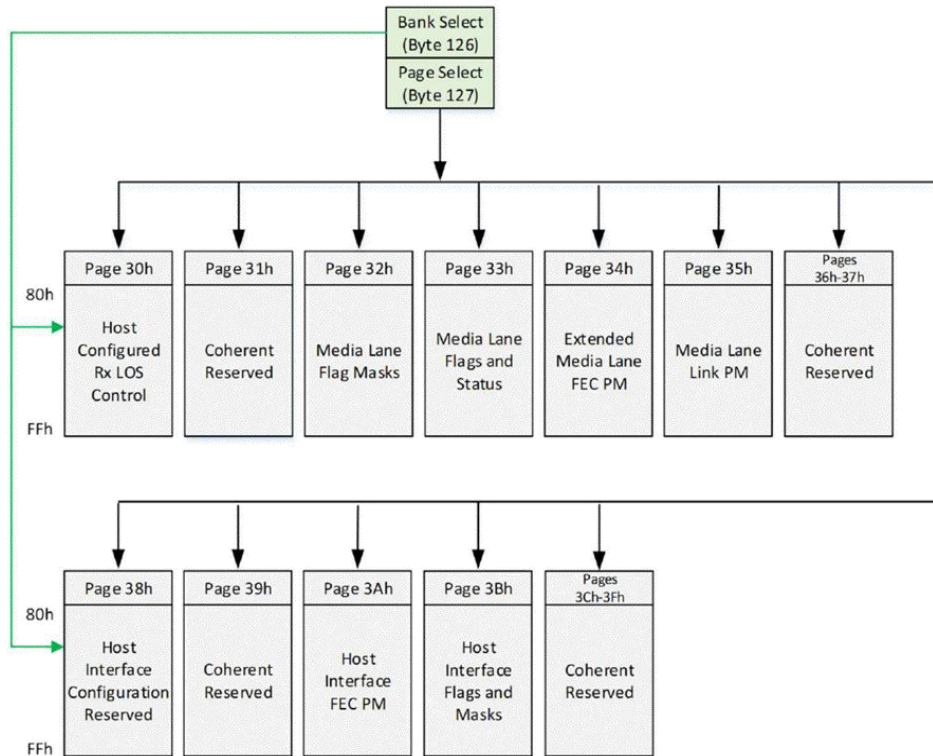 Bank Select
(Byte 126)
Page Select
(Byte 127)
Page 30h
Page 31h
Page 32h
Page 33h
Page 34h
Page 35h
Pages
36h-37h
80h
Host
Configured
Rx LOS
Control
Coherent
Reserved
Media Lane
Flag Masks
Media Lane
Flags and
Status
Extended
Media Lane
FEC PM
Media Lane
Link PM
Coherent
Reserved
FFh
Page 38h
Page 39h
Page 3Ah
Page 3Bh
Pages
3Ch-3Fh
80h
Host
Interface
Configuration
Reserved
Coherent
Reserved
Host
Interface
FEC PM
Host
Interface
Flags and
Masks
Coherent
Reserved
FFh